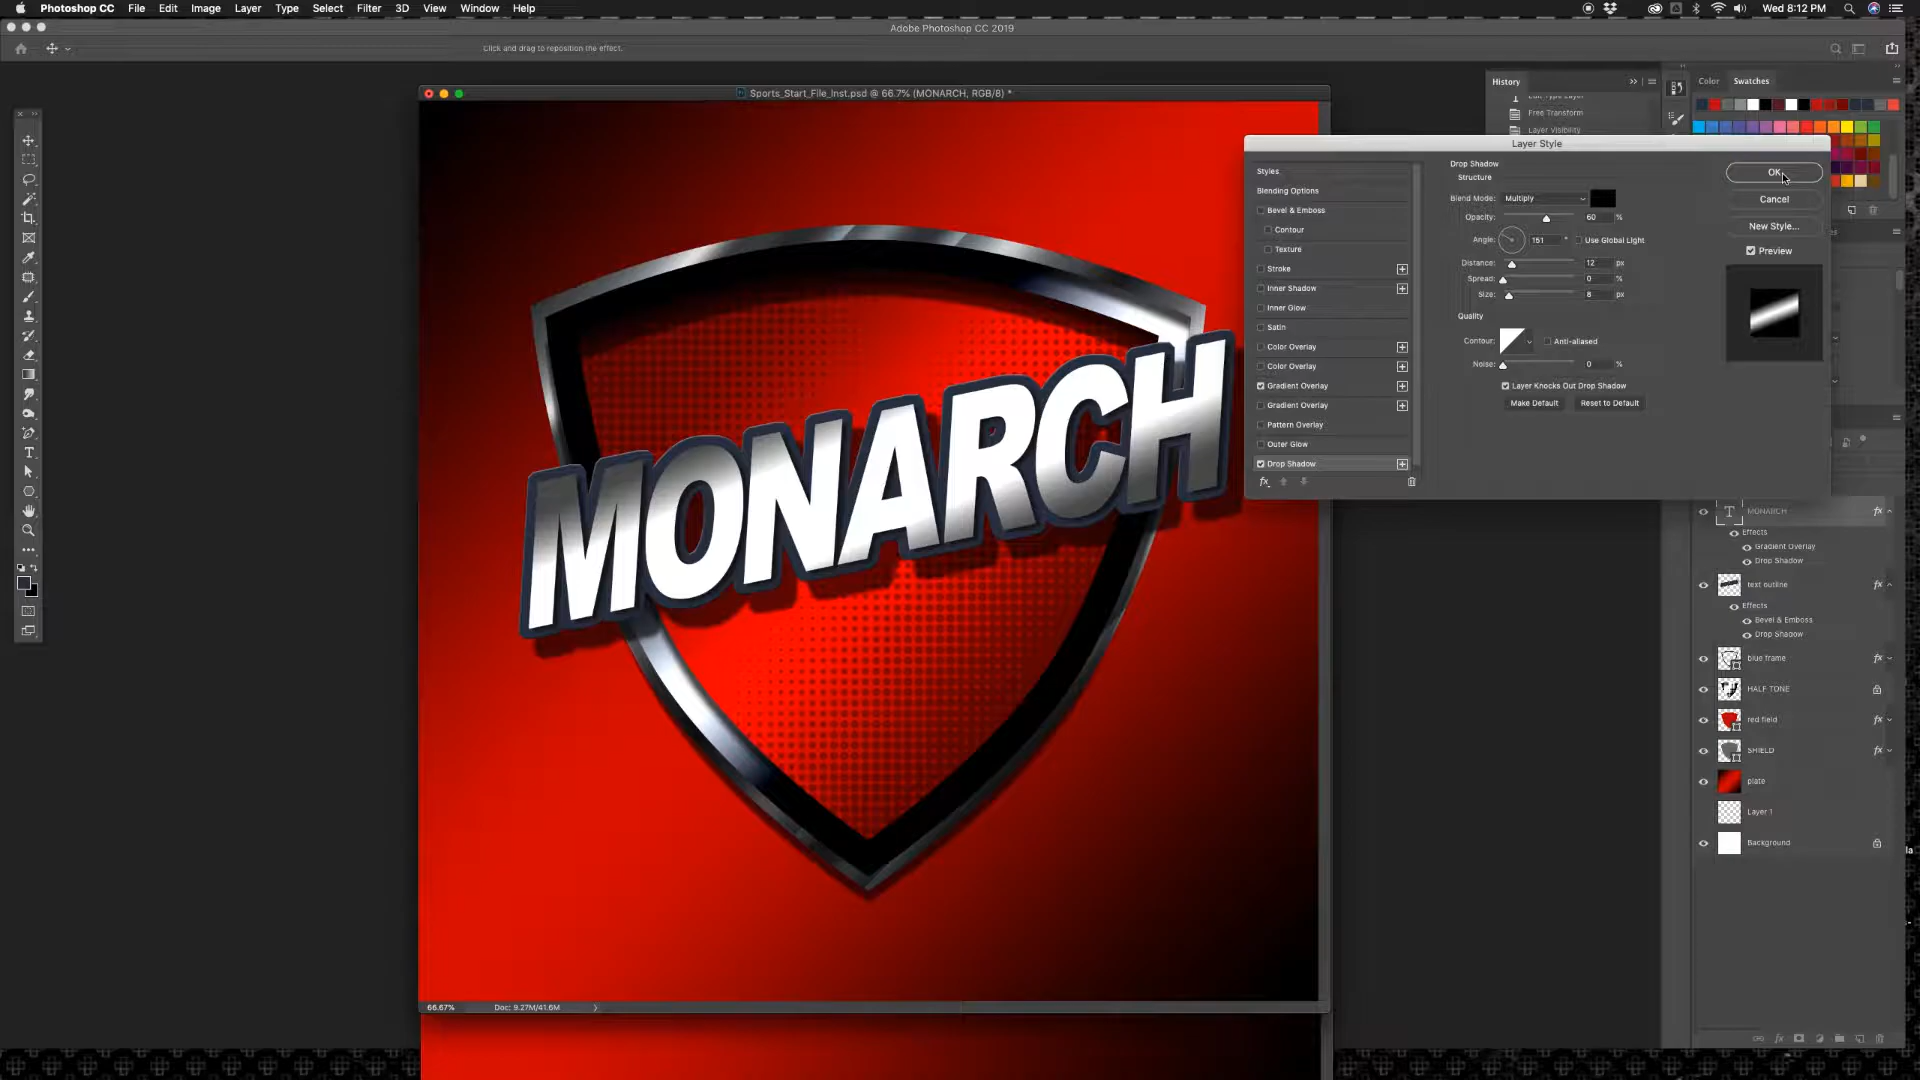 Photoshop CC File Edit Image Layer Type Select Filter 3D View Window Help Wed 8:12 PM
Adobe Photoshop CC 2019
Click and drag to reposition the effect.
Sports_Start_File_Inst.psd @ 66.7% (MONARCH, RGB/8) *
History
Color Swatches
Free Transform
Layer Visibility
Layer Style
Styles
Blending Options
Bevel & Emboss
Contour
Texture
Stroke
Inner Shadow
Inner Glow
Satin
Color Overlay
Color Overlay
Gradient Overlay
Gradient Overlay
Pattern Overlay
Outer Glow
Drop Shadow
fx
Drop Shadow
Structure
Blend Mode: Multiply
Opacity: 60 %
Angle: 151 ° Use Global Light
Distance: 12 px
Spread: 0 %
Size: 8 px
Quality
Contour: Anti-aliased
Noise: 0 %
Layer Knocks Out Drop Shadow
Make Default Reset to Default
OK
Cancel
New Style...
Preview
MONARCH
MONARCH fx
Effects
Gradient Overlay
Drop Shadow
text outline fx
Effects
Bevel & Emboss
Drop Shadow
blue frame fx
HALF TONE
red field fx
SHIELD fx
plate
Layer 1
Background
66.67% Doc: 9.27M/41.6M